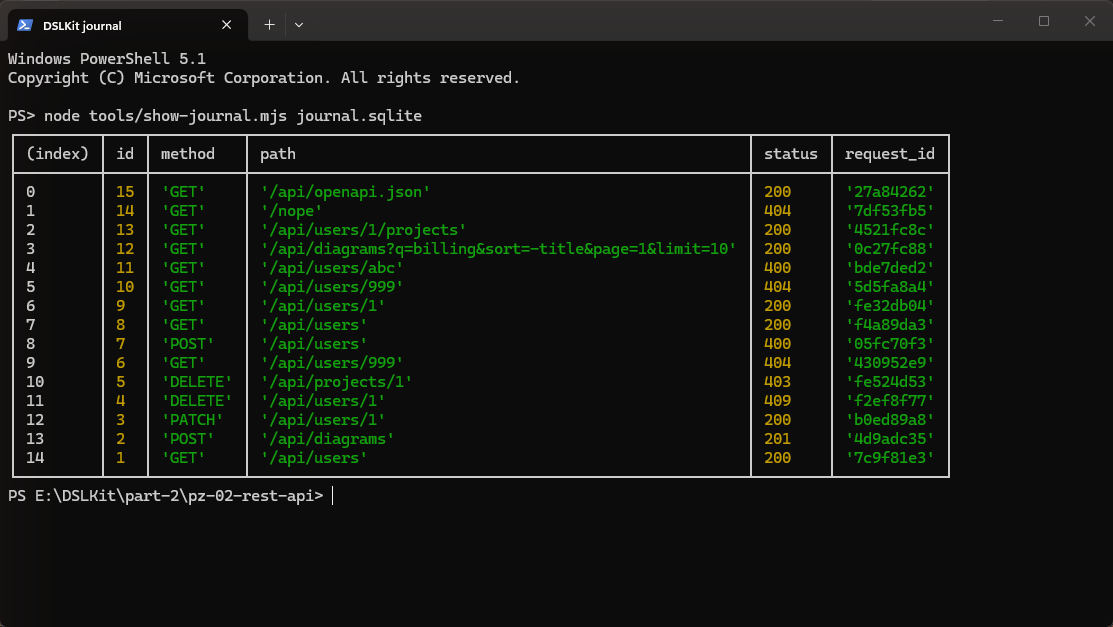 DSLKit journal
Windows PowerShell 5.1
Copyright (C) Microsoft Corporation. All rights reserved.
PS> node tools/show-journal.mjs journal.sqlite
(index) id method path status request_id
0 15 'GET' '/api/openapi.json' 200 '27a84262'
1 14 'GET' '/nope' 404 '7df53fb5'
2 13 'GET' '/api/users/1/projects' 200 '4521fc8c'
3 12 'GET' '/api/diagrams?q=billing&sort=-title&page=1&limit=10' 200 '0c27fc88'
4 11 'GET' '/api/users/abc' 400 'bde7ded2'
5 10 'GET' '/api/users/999' 404 '5d5fa8a4'
6 9 'GET' '/api/users/1' 200 'fe32db04'
7 8 'GET' '/api/users' 200 'f4a89da3'
8 7 'POST' '/api/users' 400 '05fc70f3'
9 6 'GET' '/api/users/999' 404 '430952e9'
10 5 'DELETE' '/api/projects/1' 403 'fe524d53'
11 4 'DELETE' '/api/users/1' 409 'f2ef8f77'
12 3 'PATCH' '/api/users/1' 200 'b0ed89a8'
13 2 'POST' '/api/diagrams' 201 '4d9adc35'
14 1 'GET' '/api/users' 200 '7c9f81e3'
PS E:\DSLKit\part-2\pz-02-rest-api>